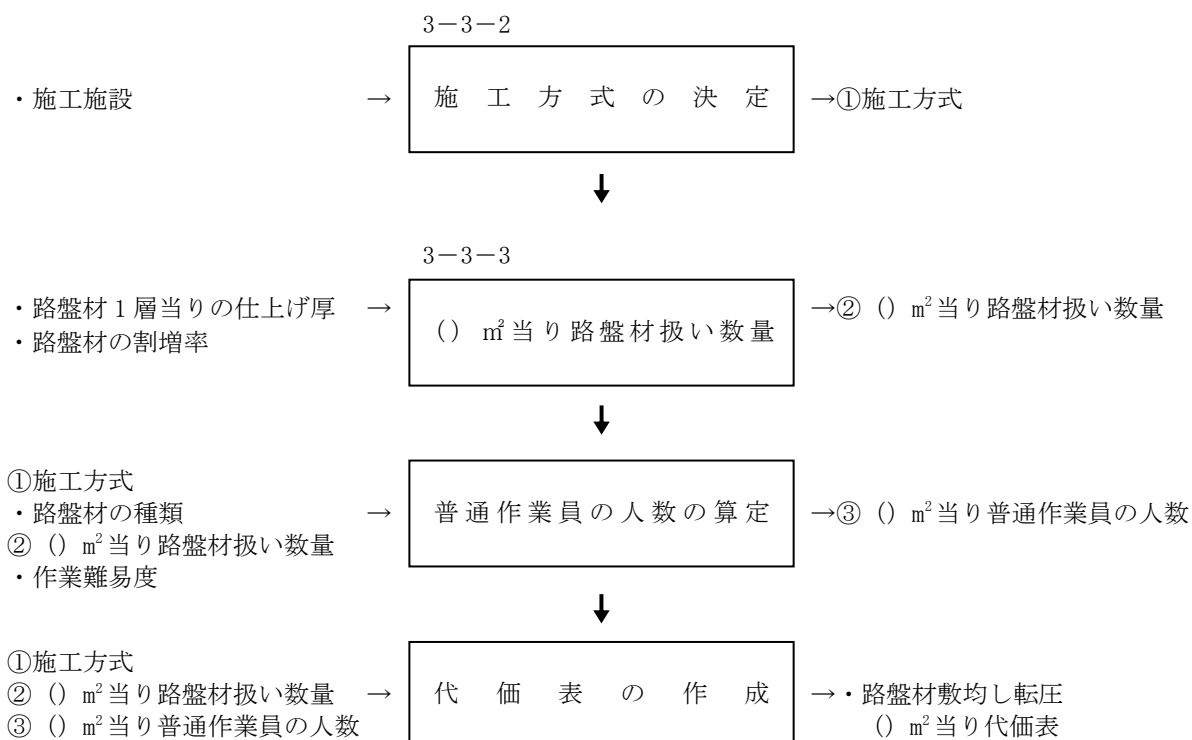 3-3-2
・施工施設 → 施工方式の決定 →①施工方式
↓
3-3-3
・路盤材１層当りの仕上げ厚 →
・路盤材の割増率
() ㎡当り路盤材扱い数量
→② () m²当り路盤材扱い数量
↓
①施工方式
・路盤材の種類 →
② () m²当り路盤材扱い数量
・作業難易度
普通作業員の人数の算定
→③ () m²当り普通作業員の人数
↓
①施工方式
② () m²当り路盤材扱い数量 →
③ () m²当り普通作業員の人数
代価表の作成
→・路盤材敷均し転圧
() m²当り代価表